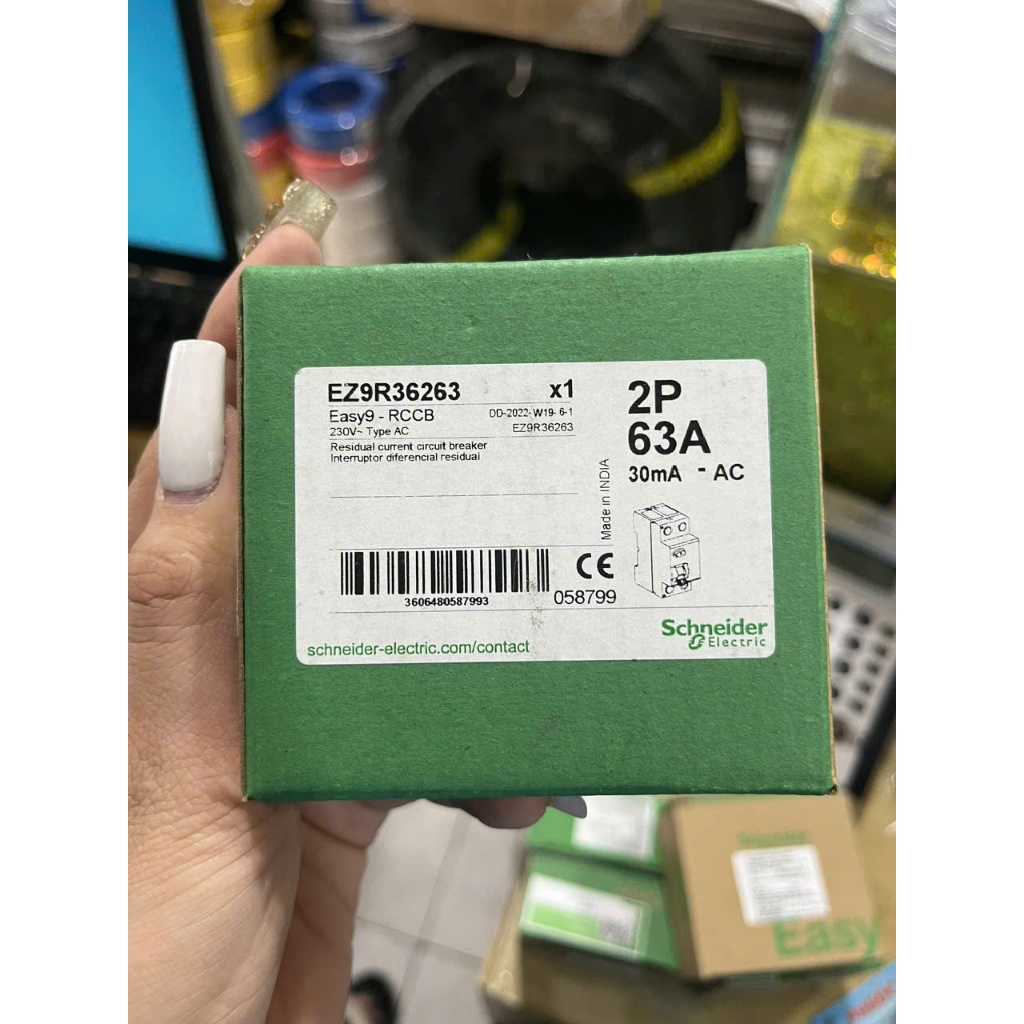 EZ9R36263 x1
Easy9 - RCCB DD-2022-W19-6-1
230V~ Type AC EZ9R36263
Residual current circuit breaker
Interruptor diferencial residual
2P
63A
30mA - AC
Made in INDIA
CE
3606480587993
058799
Schneider
Electric
schneider-electric.com/contact
Schneider
Easy